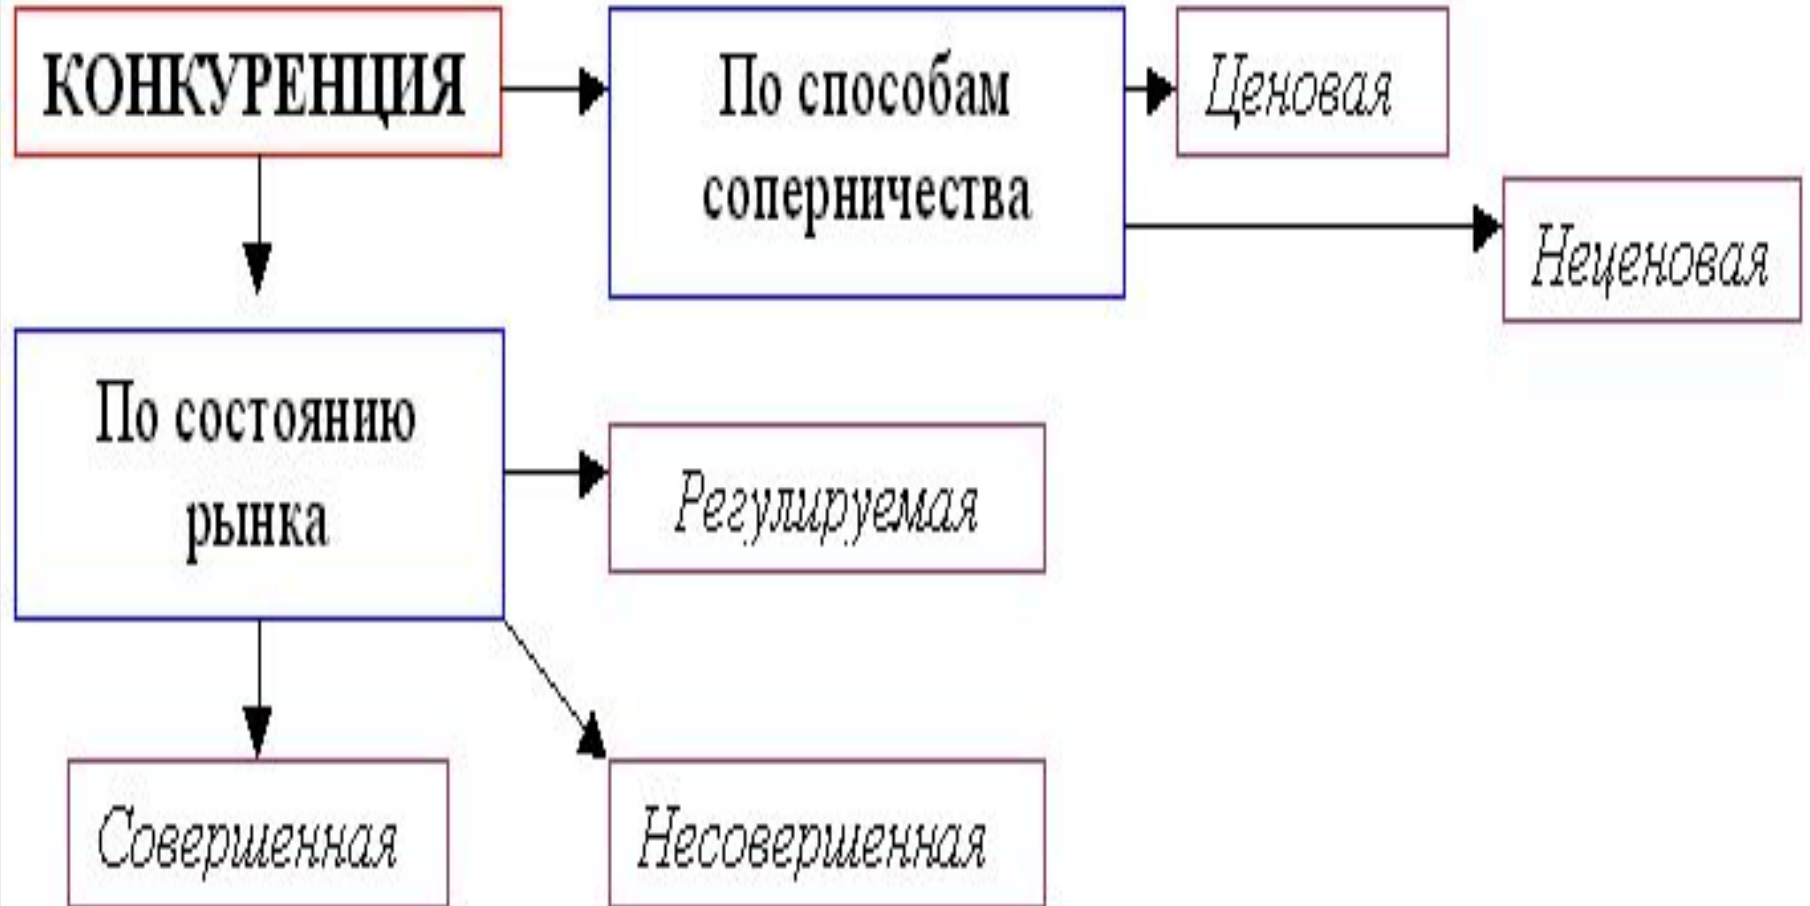 КОНКУРЕНЦИЯ
По способам
соперничества
Ценовая
Неценовая
По состоянию
рынка
Регулируемая
Совершенная
Несовершенная